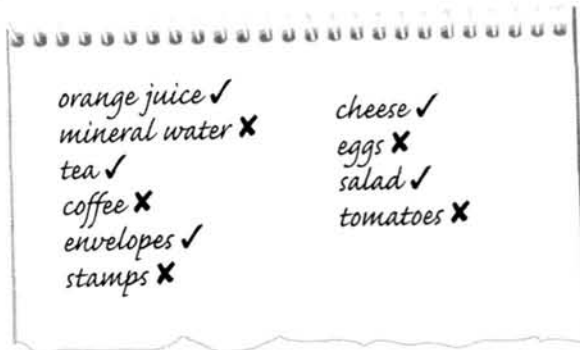 orange juice ✓
mineral water ✗
tea ✓
coffee ✗
envelopes ✓
stamps ✗
cheese ✓
eggs ✗
salad ✓
tomatoes ✗